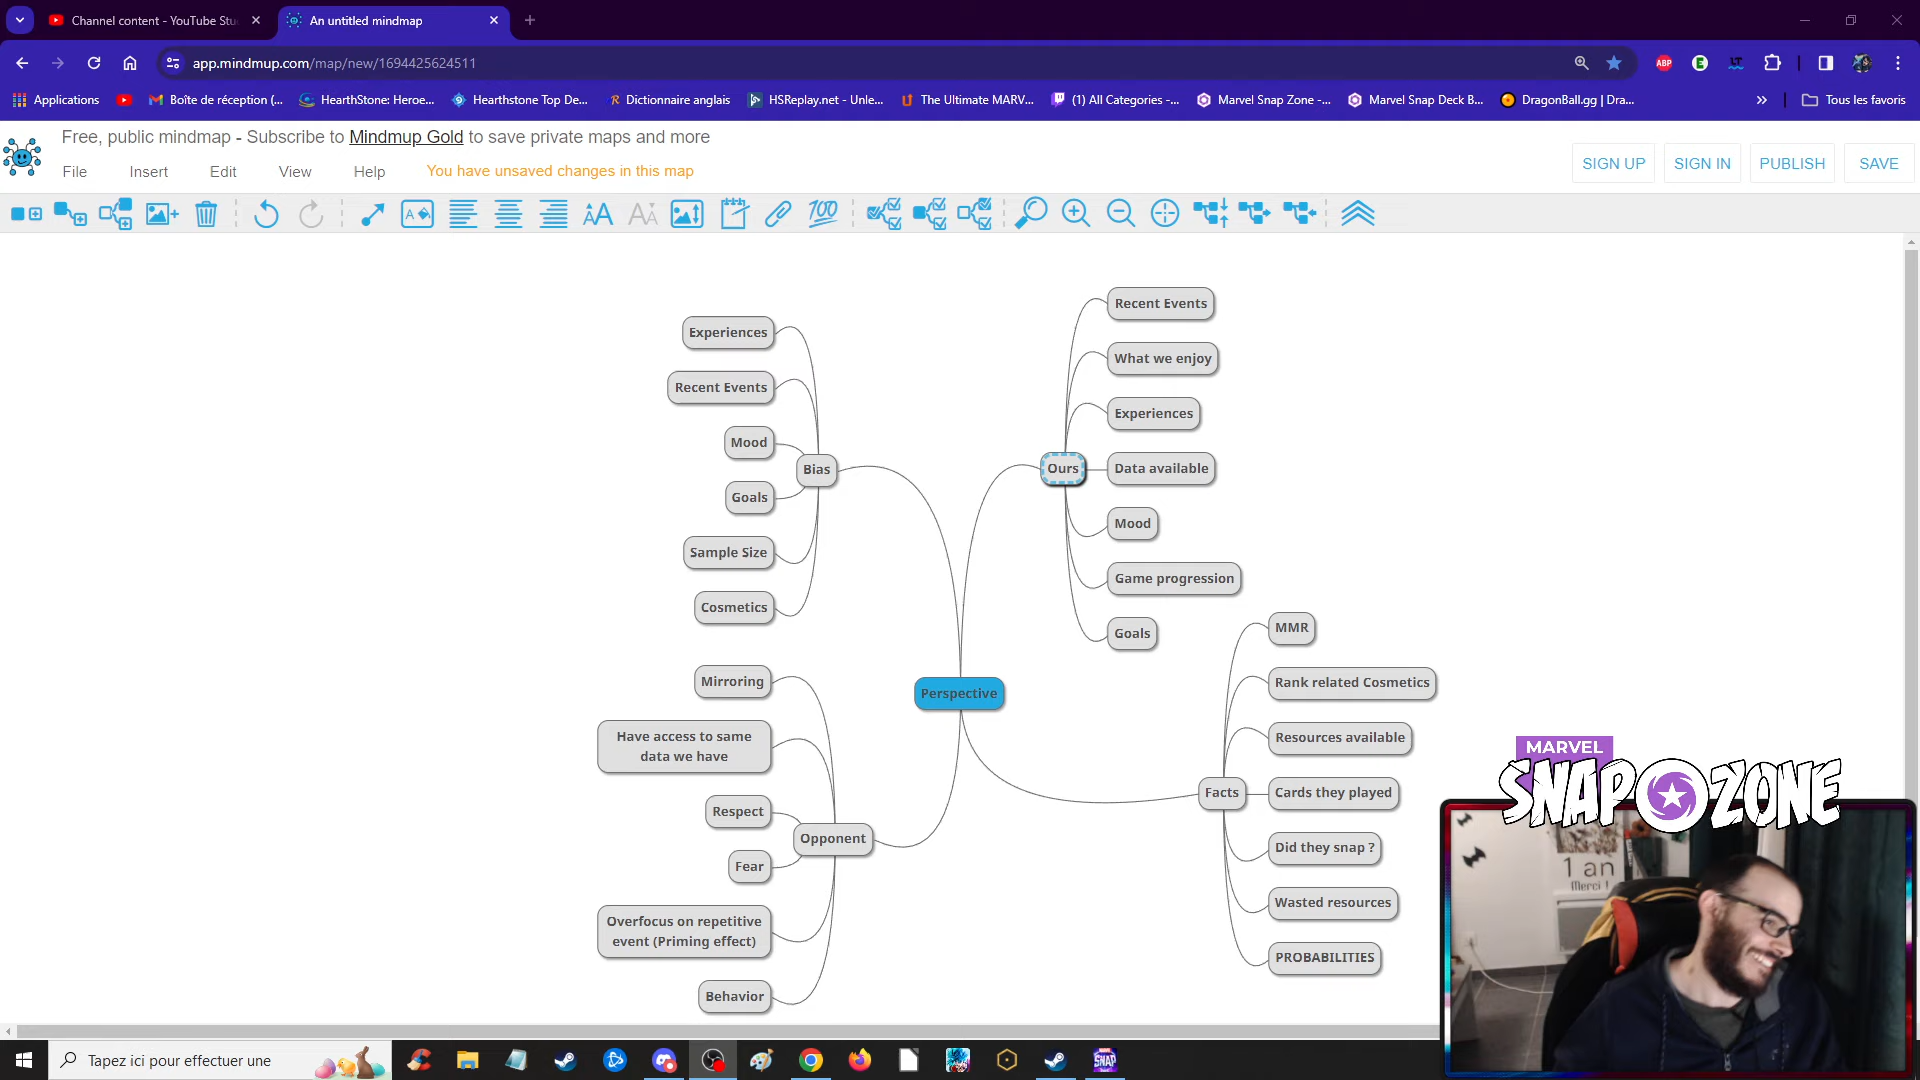 Channel content - YouTube Stu
An untitled mindmap
app.mindmup.com/map/new/1694425624511
ABP
Applications
Boîte de réception (...
HearthStone: Heroe...
Hearthstone Top De...
Dictionnaire anglais
HSReplay.net - Unle...
The Ultimate MARV...
(1) All Categories -...
Marvel Snap Zone -...
Marvel Snap Deck B...
DragonBall.gg | Dra...
Tous les favoris
Free, public mindmap - Subscribe to Mindmup Gold to save private maps and more
File
Insert
Edit
View
Help
You have unsaved changes in this map
SIGN UP
SIGN IN
PUBLISH
SAVE
100
Experiences
Recent Events
Mood
Bias
Goals
Sample Size
Cosmetics
Recent Events
What we enjoy
Experiences
Ours
Data available
Mood
Game progression
Goals
Perspective
Mirroring
Have access to same
data we have
Respect
Opponent
Fear
Overfocus on repetitive
event (Priming effect)
Behavior
MMR
Rank related Cosmetics
Resources available
Facts
Cards they played
Did they snap ?
Wasted resources
PROBABILITIES
MARVEL
SNAP ZONE
1 an
Merci !
Tapez ici pour effectuer une
SNAP